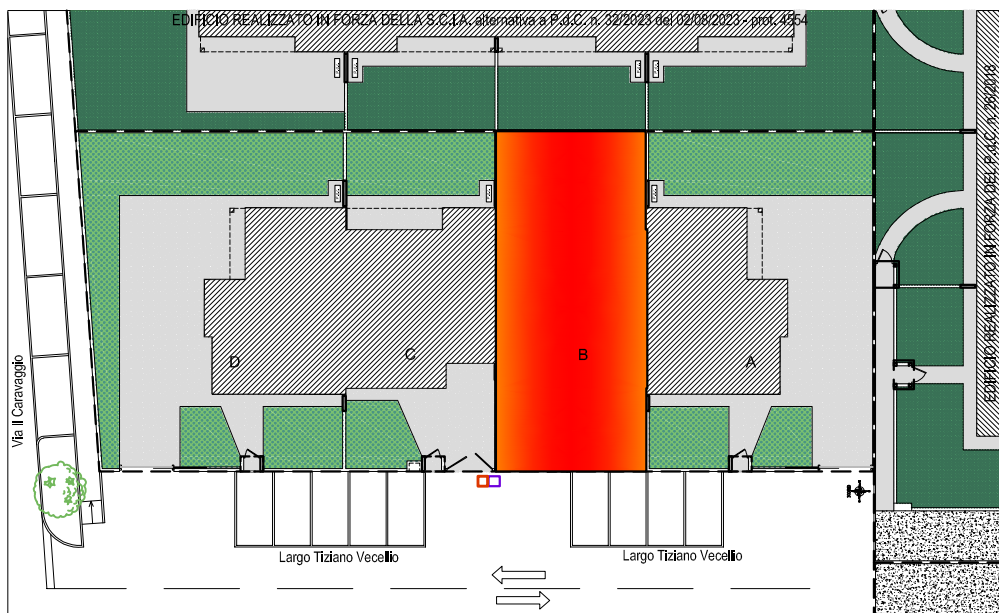 EDIFICIO REALIZZATO IN FORZA DELLA S.C.I.A. alternativa a P.d.C. n. 32/2023 del 02/08/2023 - prot. 4554
EDIFICIO REALIZZATO IN FORZA DEL P.d.C. n. 26/2018
Via Il Caravaggio
D
C
B
A
Largo Tiziano Vecellio
Largo Tiziano Vecellio